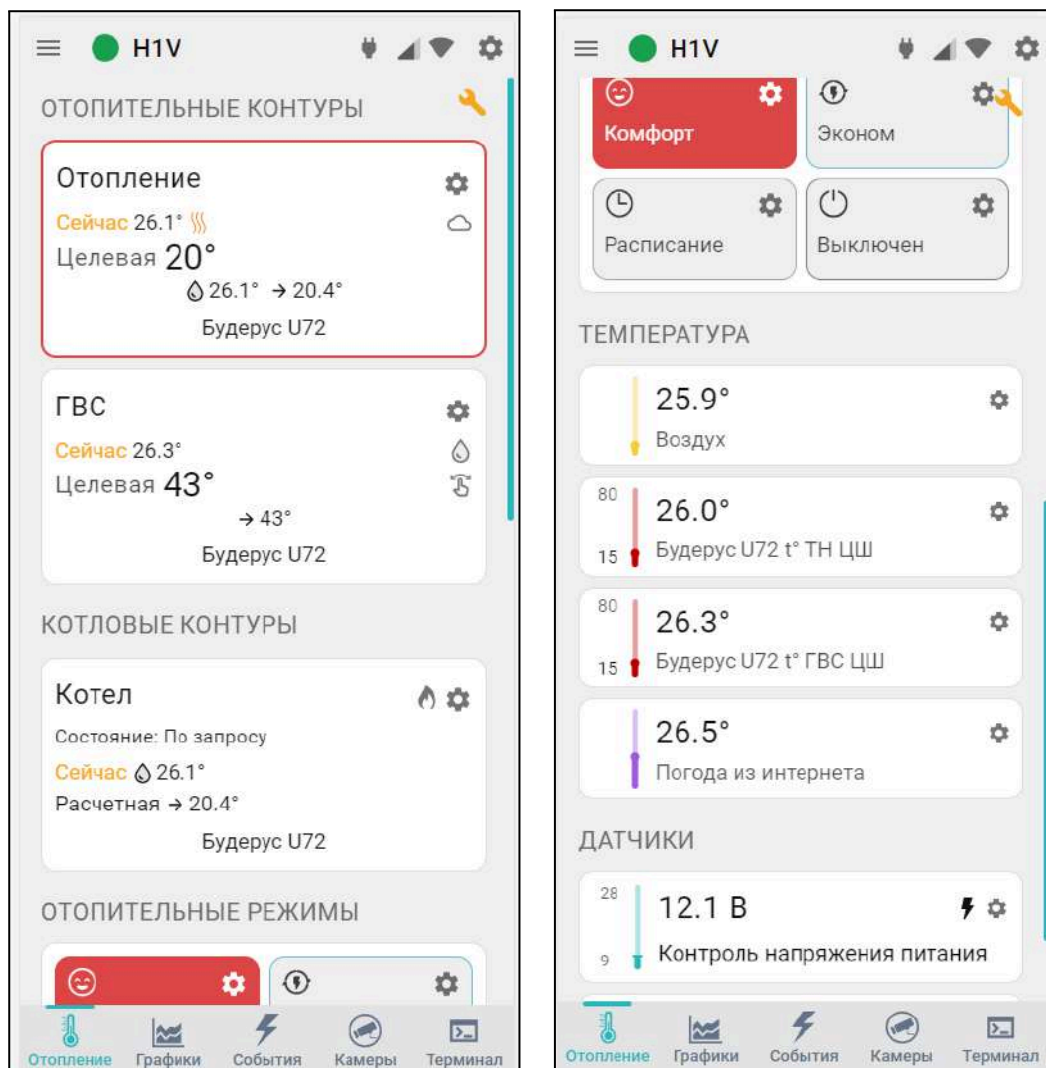 H1V
ОТОПИТЕЛЬНЫЕ КОНТУРЫ
Отопление
Сейчас 26.1°
Целевая 20°
26.1° → 20.4°
Будерус U72
ГВС
Сейчас 26.3°
Целевая 43°
→ 43°
Будерус U72
КОТЛОВЫЕ КОНТУРЫ
Котел
Состояние: По запросу
Сейчас 26.1°
Расчетная → 20.4°
Будерус U72
ОТОПИТЕЛЬНЫЕ РЕЖИМЫ
Отопление Графики События Камеры Терминал
H1V
Комфорт Эконом
Расписание Выключен
ТЕМПЕРАТУРА
25.9°
Воздух
80
26.0°
15 Будерус U72 t° ТН ЦШ
80
26.3°
15 Будерус U72 t° ГВС ЦШ
26.5°
Погода из интернета
ДАТЧИКИ
28
12.1 В
9 Контроль напряжения питания
Отопление Графики События Камеры Терминал